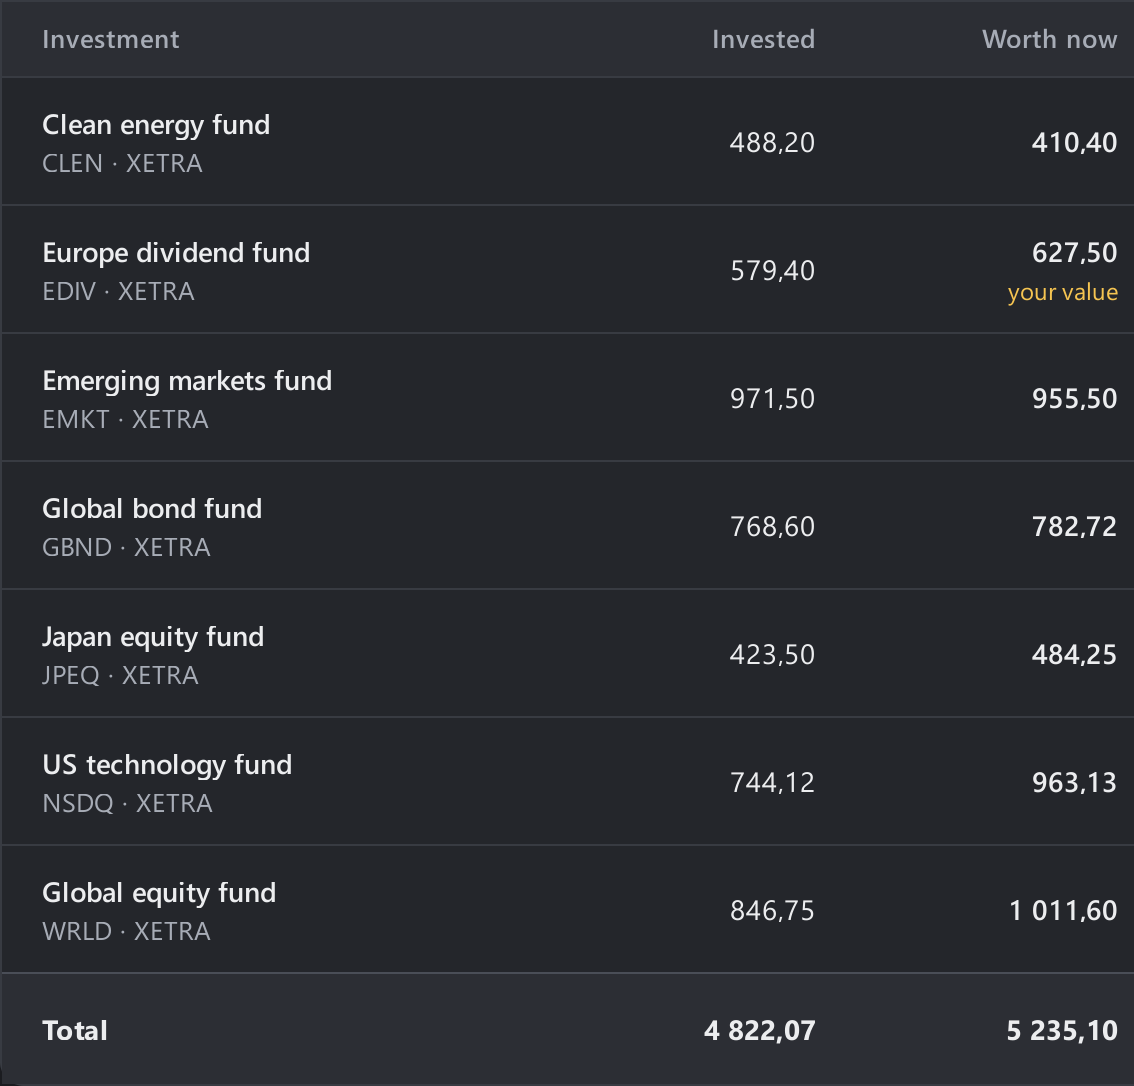 Investment Invested Worth now
Clean energy fund
CLEN · XETRA
488,20 410,40
Europe dividend fund
EDIV · XETRA
579,40 627,50
your value
Emerging markets fund
EMKT · XETRA
971,50 955,50
Global bond fund
GBND · XETRA
768,60 782,72
Japan equity fund
JPEQ · XETRA
423,50 484,25
US technology fund
NSDQ · XETRA
744,12 963,13
Global equity fund
WRLD · XETRA
846,75 1 011,60
Total 4 822,07 5 235,10